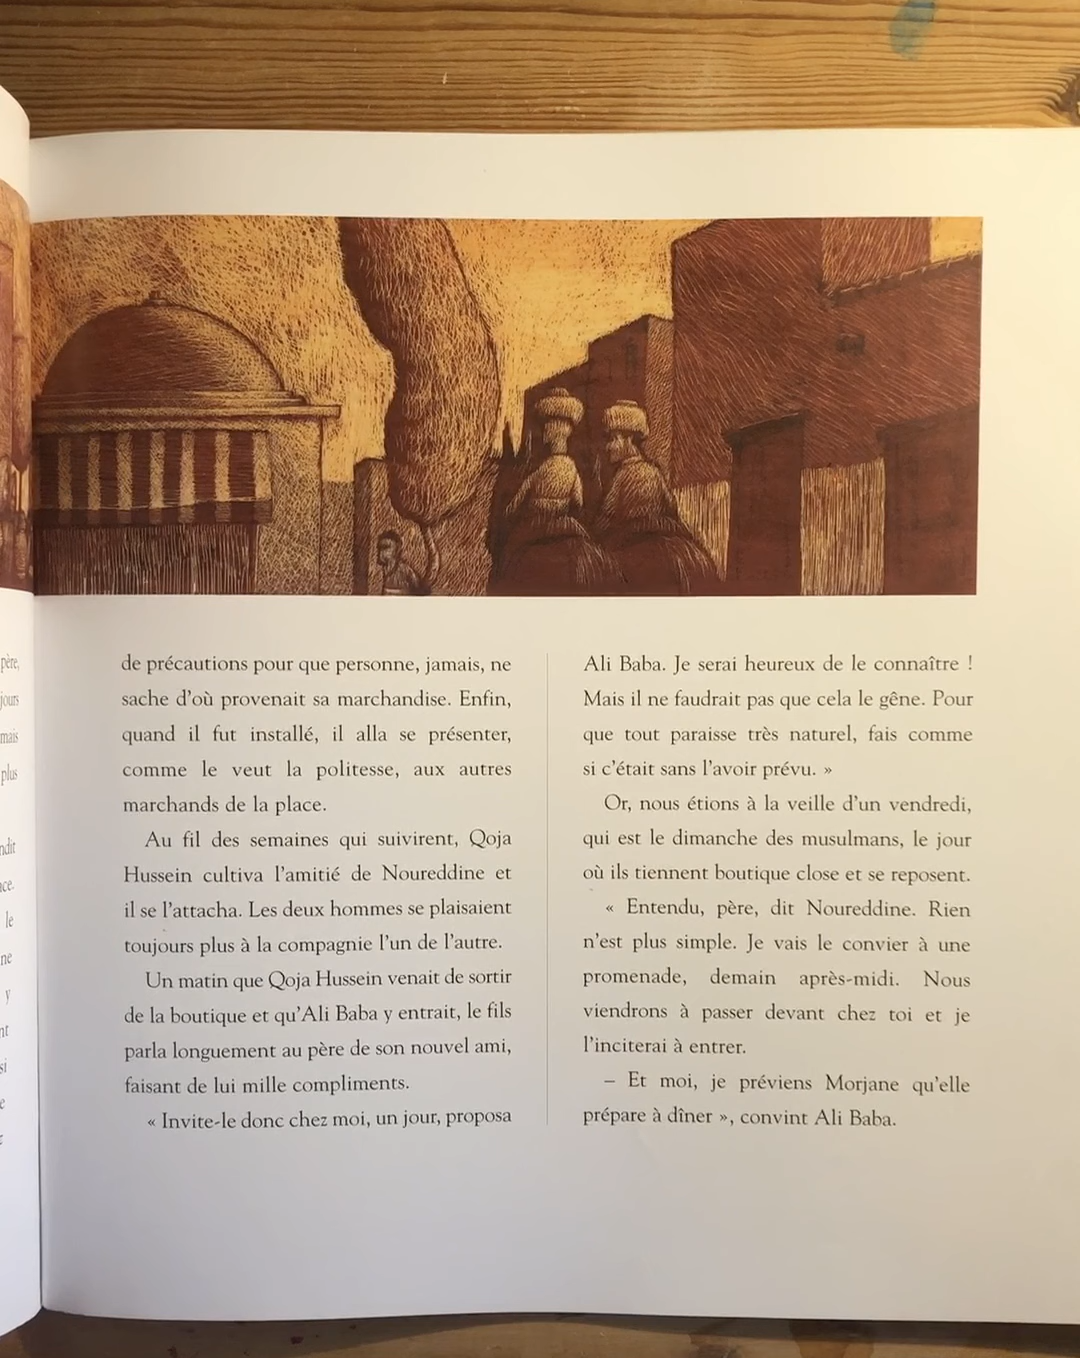 père,
jours
mais
plus
le
y
de précautions pour que personne, jamais, ne
sache d'où provenait sa marchandise. Enfin,
quand il fut installé, il alla se présenter,
comme le veut la politesse, aux autres
marchands de la place.
Au fil des semaines qui suivirent, Qoja
Hussein cultiva l'amitié de Noureddine et
il se l'attacha. Les deux hommes se plaisaient
toujours plus à la compagnie l'un de l'autre.
Un matin que Qoja Hussein venait de sortir
de la boutique et qu'Ali Baba y entrait, le fils
parla longuement au père de son nouvel ami,
faisant de lui mille compliments.
« Invite-le donc chez moi, un jour, proposa
Ali Baba. Je serai heureux de le connaître !
Mais il ne faudrait pas que cela le gêne. Pour
que tout paraisse très naturel, fais comme
si c'était sans l'avoir prévu. »
Or, nous étions à la veille d'un vendredi,
qui est le dimanche des musulmans, le jour
où ils tiennent boutique close et se reposent.
« Entendu, père, dit Noureddine. Rien
n'est plus simple. Je vais le convier à une
promenade, demain après-midi. Nous
viendrons à passer devant chez toi et je
l'inciterai à entrer.
– Et moi, je préviens Morjane qu'elle
prépare à dîner », convint Ali Baba.